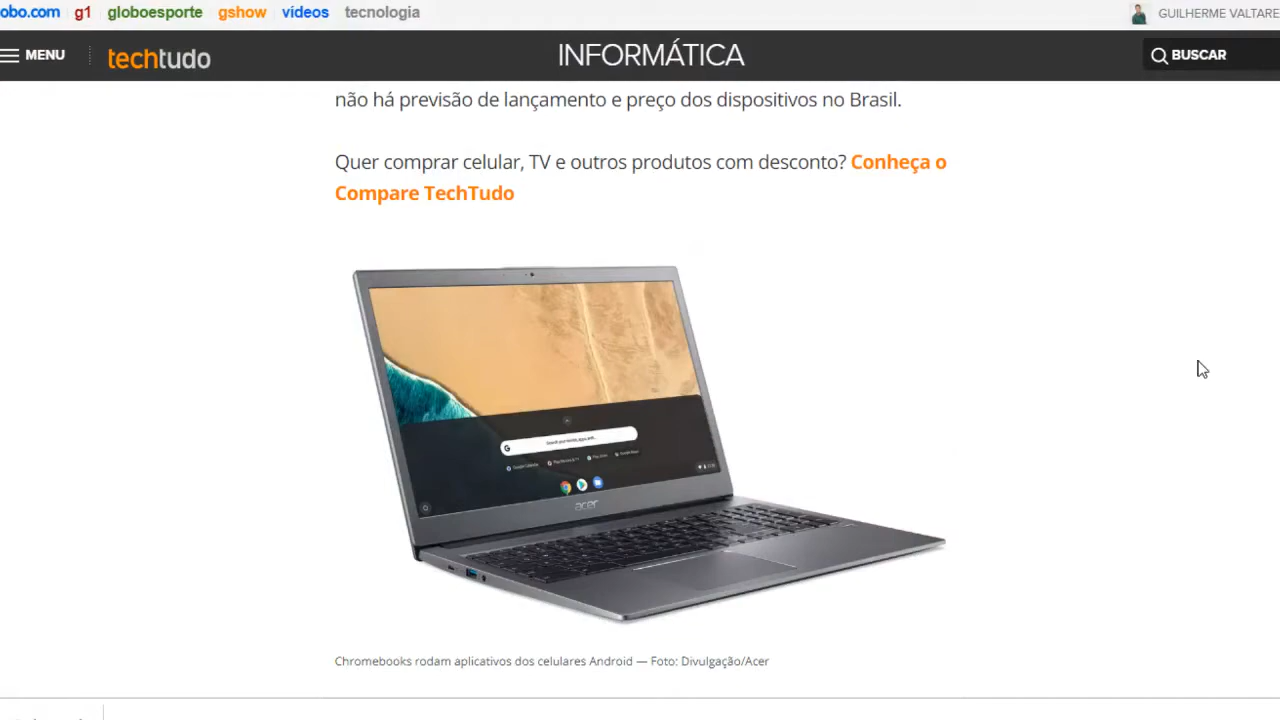 obo.com g1 globoesporte gshow vídeos tecnologia GUILHERME VALTARE
MENU techtudo INFORMÁTICA BUSCAR
não há previsão de lançamento e preço dos dispositivos no Brasil.
Quer comprar celular, TV e outros produtos com desconto? Conheça o
Compare TechTudo
acer
Chromebooks rodam aplicativos dos celulares Android — Foto: Divulgação/Acer